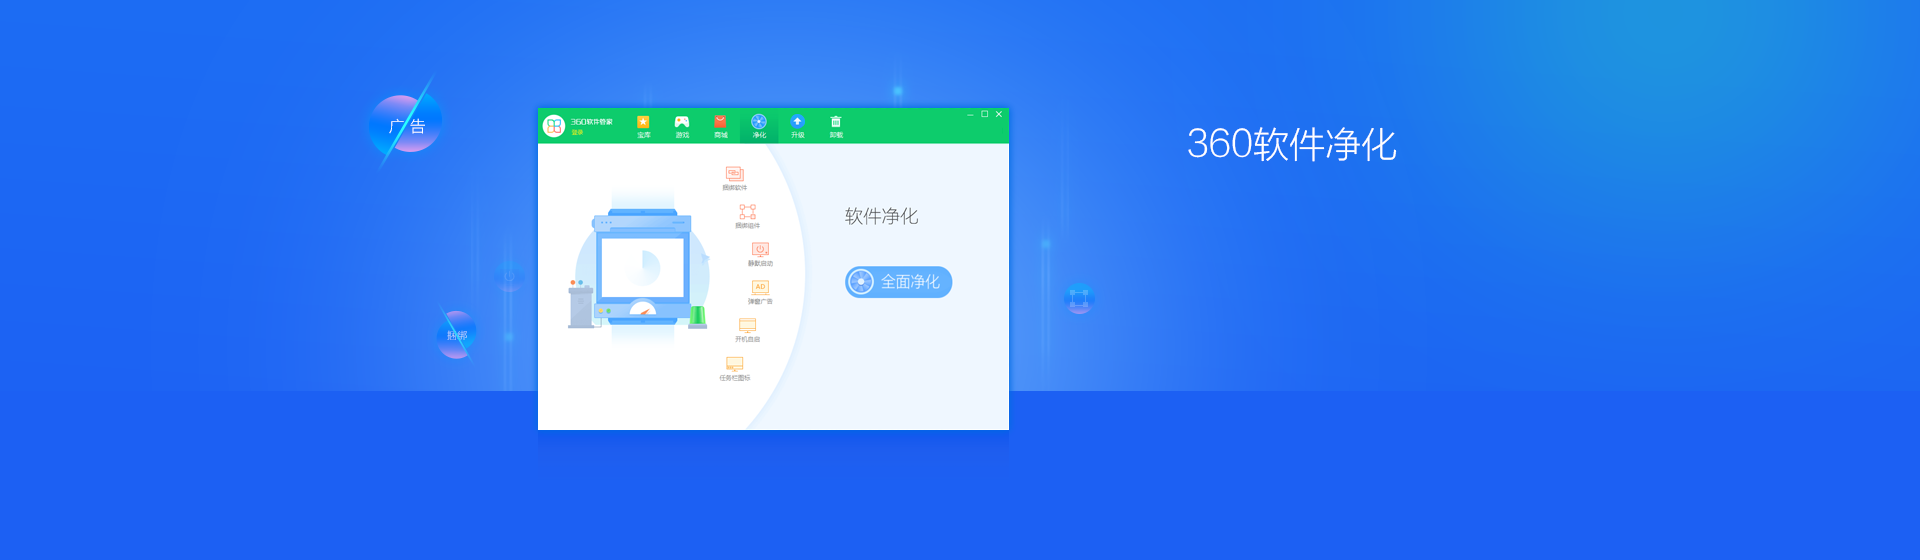 广告
360软件管家
登录
宝库
游戏
商城
净化
升级
卸载
360软件净化
捆绑软件
捆绑组件
静默启动
AD
弹窗广告
开机自启
任务栏图标
软件净化
全面净化
翻绑